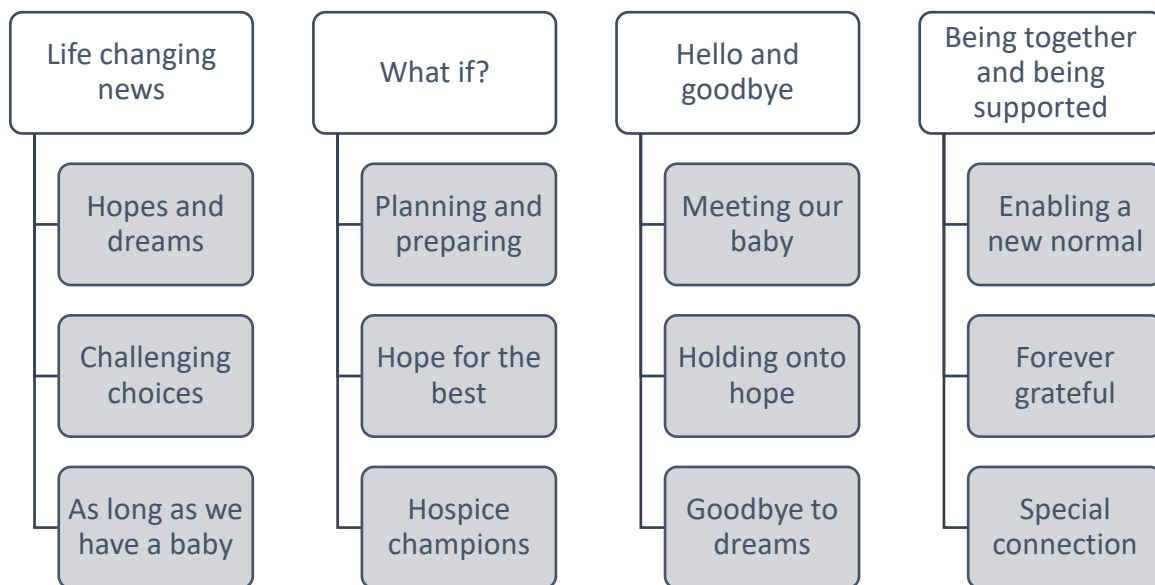 Life changing
news
Hopes and
dreams
Challenging
choices
As long as we
have a baby
What if?
Planning and
preparing
Hope for the
best
Hospice
champions
Hello and
goodbye
Meeting our
baby
Holding onto
hope
Goodbye to
dreams
Being together
and being
supported
Enabling a
new normal
Forever
grateful
Special
connection